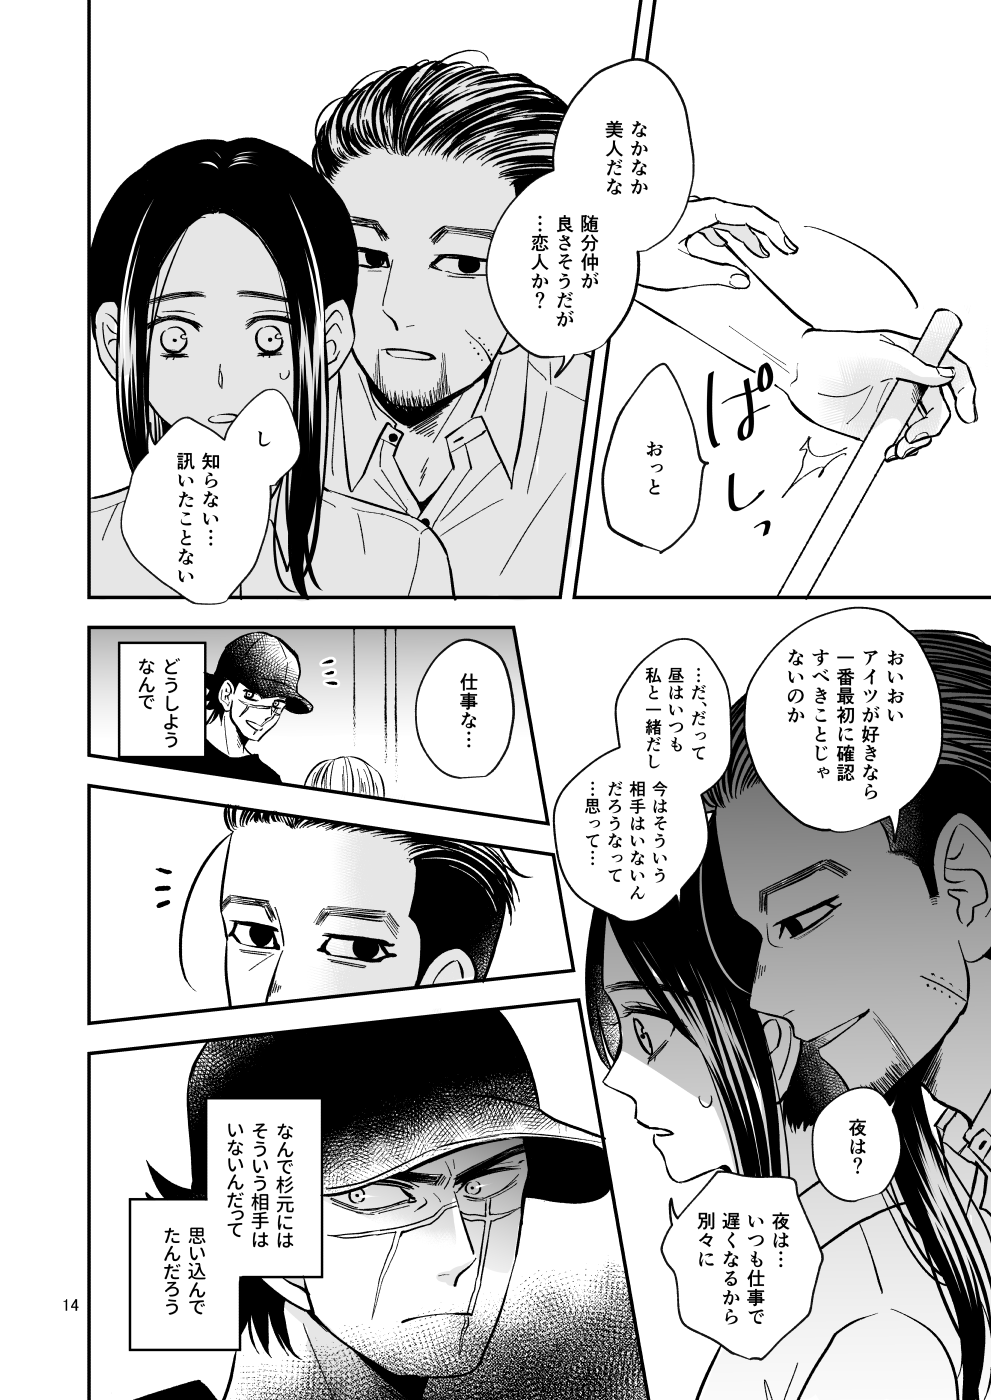 おっと
ぱしっ
なかなか
美人だな
随分仲が
良さそうだが
…恋人か？
し
知らない…
訊いたことない
おいおい
アイツが好きなら
一番最初に確認
すべきことじゃ
ないのか
…だ、だって
昼はいつも
私と一緒だし
今はそういう
相手はいないん
だろうなって
…思って…
夜は？
夜は…
いつも仕事で
遅くなるから
別々に
仕事な…
どうしよう
なんで
なんで杉元には
そういう相手は
いないんだって
思い込んで
たんだろう
14